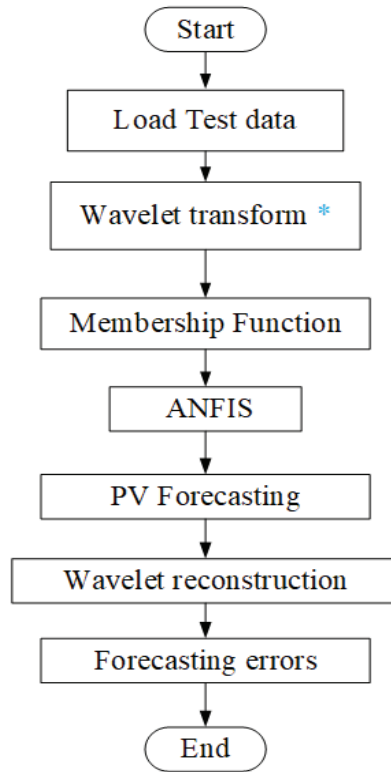 Start
Load Test data
Wavelet transform *
Membership Function
ANFIS
PV Forecasting
Wavelet reconstruction
Forecasting errors
End